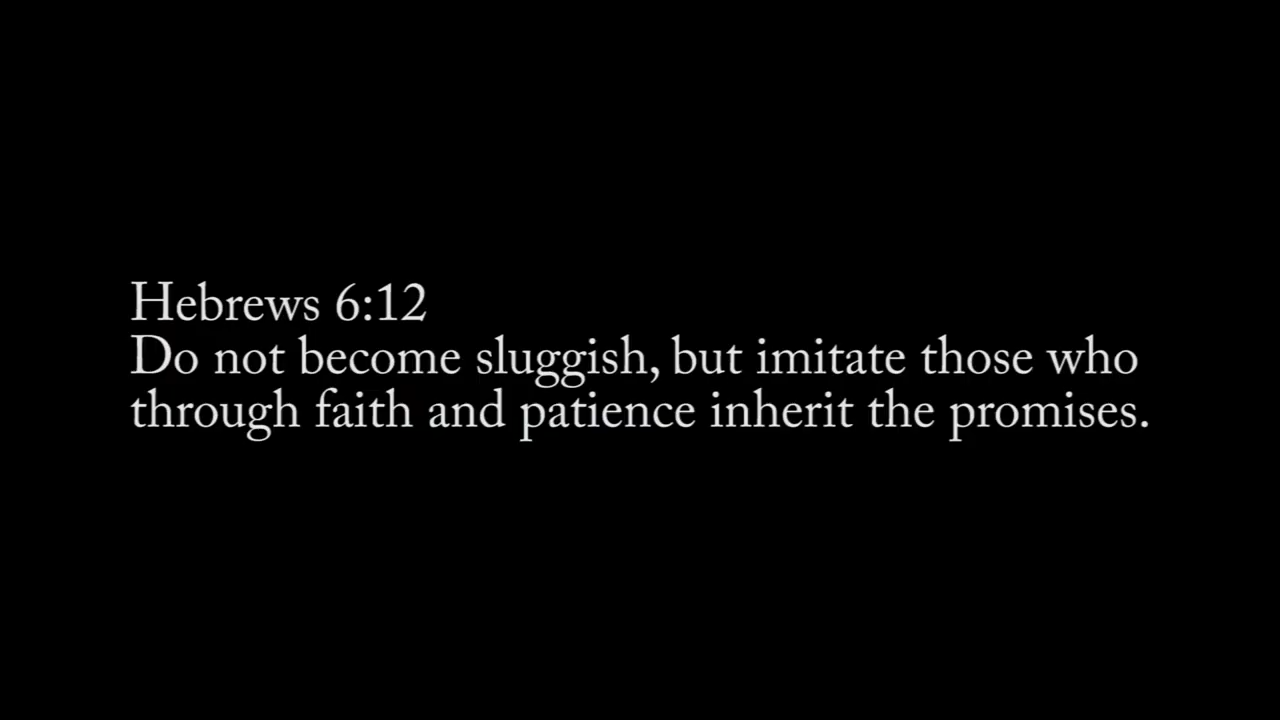 Hebrews 6:12
Do not become sluggish, but imitate those who
through faith and patience inherit the promises.